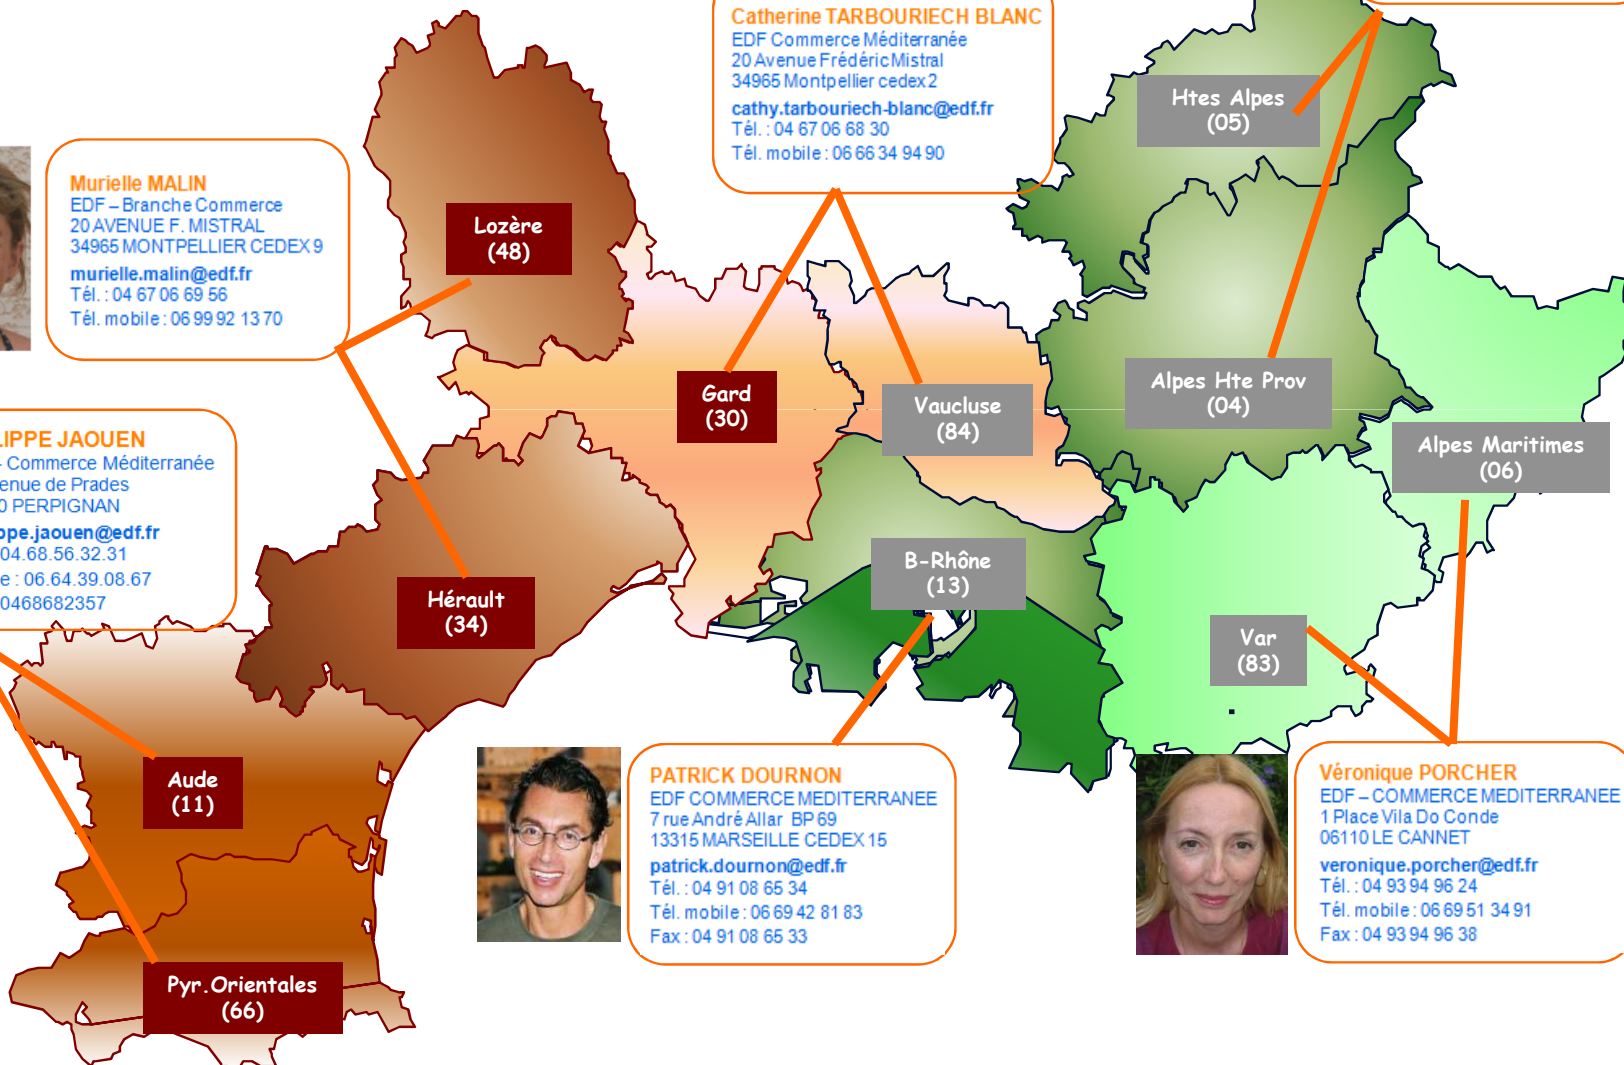 Catherine TARBOURIECH BLANC
EDF Commerce Méditerranée
20 Avenue Frédéric Mistral
34965 Montpellier cedex 2
cathy.tarbouriech-blanc@edf.fr
Tél. : 04 67 06 68 30
Tél. mobile : 06 66 34 94 90
Htes Alpes
(05)
Murielle MALIN
EDF – Branche Commerce
20 AVENUE F. MISTRAL
34965 MONTPELLIER CEDEX 9
murielle.malin@edf.fr
Tél. : 04 67 06 69 56
Tél. mobile : 06 99 92 13 70
Lozère
(48)
Gard
(30)
Vaucluse
(84)
Alpes Hte Prov
(04)
Alpes Maritimes
(06)
LIPPE JAOUEN
- Commerce Méditerranée
enue de Prades
0 PERPIGNAN
ppe.jaouen@edf.fr
04.68.56.32.31
e : 06.64.39.08.67
0468682357
Hérault
(34)
B-Rhône
(13)
Var
(83)
Aude
(11)
Pyr.Orientales
(66)
PATRICK DOURNON
EDF COMMERCE MEDITERRANEE
7 rue André Allar BP 69
13315 MARSEILLE CEDEX 15
patrick.dournon@edf.fr
Tél. : 04 91 08 65 34
Tél. mobile : 06 69 42 81 83
Fax : 04 91 08 65 33
Véronique PORCHER
EDF – COMMERCE MEDITERRANEE
1 Place Vila Do Conde
06110 LE CANNET
veronique.porcher@edf.fr
Tél. : 04 93 94 96 24
Tél. mobile : 06 69 51 34 91
Fax : 04 93 94 96 38